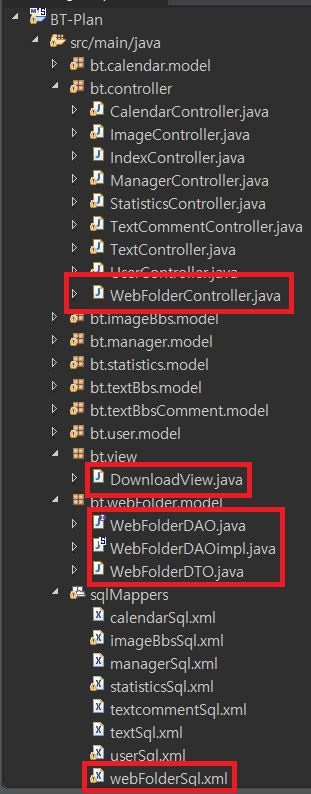 BT-Plan
src/main/java
bt.calendar.model
bt.controller
CalendarController.java
ImageController.java
IndexController.java
ManagerController.java
StatisticsController.java
TextCommentController.java
TextController.java
UserController.java
WebFolderController.java
bt.imageBbs.model
bt.manager.model
bt.statistics.model
bt.textBbs.model
bt.textBbsComment.model
bt.user.model
bt.view
DownloadView.java
bt.webFolder.model
WebFolderDAO.java
WebFolderDAOimpl.java
WebFolderDTO.java
sqlMappers
calendarSql.xml
imageBbsSql.xml
managerSql.xml
statisticsSql.xml
textcommentSql.xml
textSql.xml
userSql.xml
webFolderSql.xml